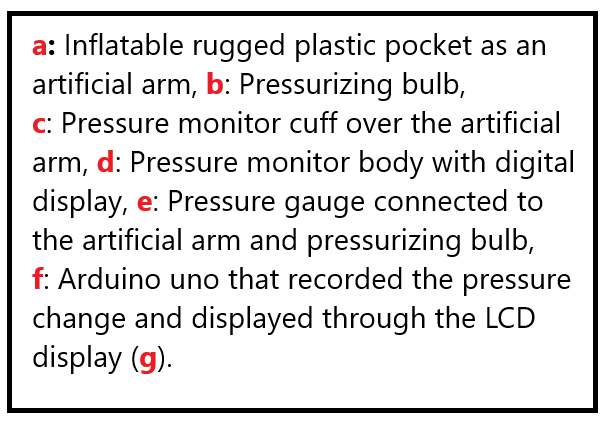 a: Inflatable rugged plastic pocket as an
artificial arm, b: Pressurizing bulb,
c: Pressure monitor cuff over the artificial
arm, d: Pressure monitor body with digital
display, e: Pressure gauge connected to
the artificial arm and pressurizing bulb,
f: Arduino uno that recorded the pressure
change and displayed through the LCD
display (g).